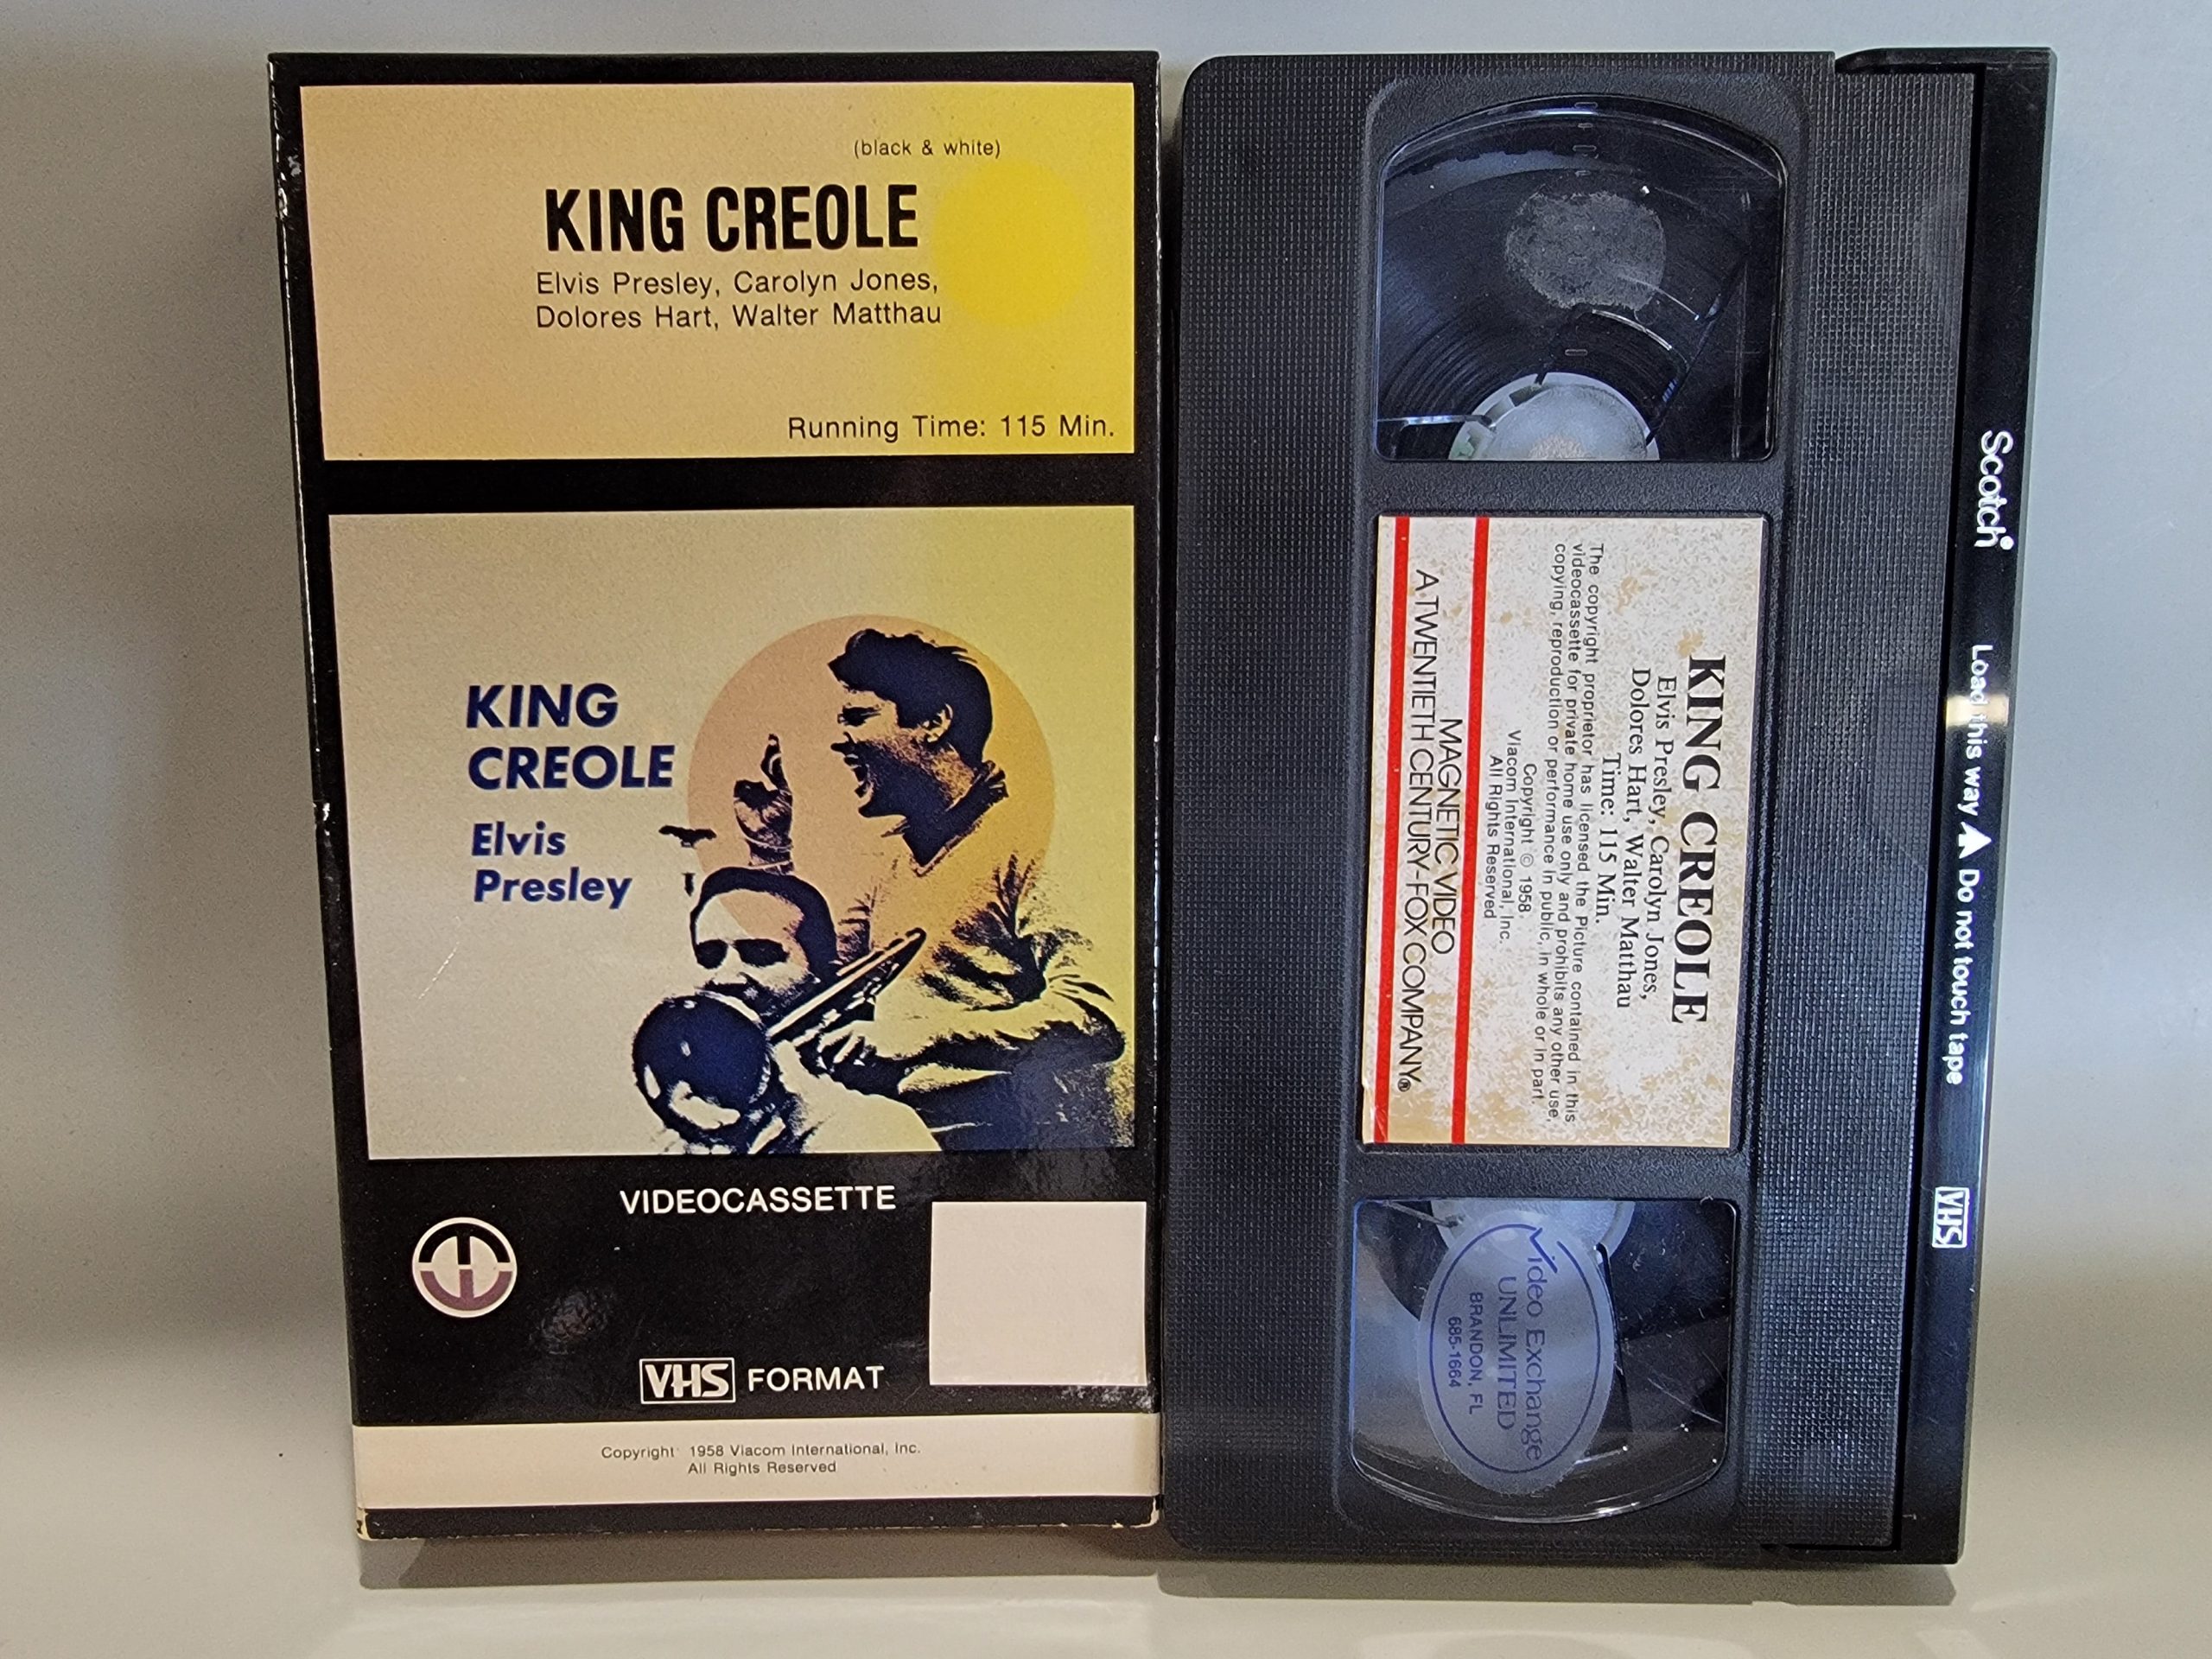 (black & white)
KING CREOLE
Elvis Presley, Carolyn Jones,
Dolores Hart, Walter Matthau
Running Time: 115 Min.
KING
CREOLE
Elvis
Presley
VIDEOCASSETTE
VHS FORMAT
Copyright 1958 Viacom International, Inc.
All Rights Reserved
KING CREOLE
Elvis Presley, Carolyn Jones,
Dolores Hart, Walter Matthau
Time: 115 Min.
The copyright proprietor has licensed the Picture contained in this
videocassette for private home use only and prohibits any other use,
copying, reproduction or performance in public, in whole or in part.
Copyright © 1958
Viacom International, Inc.
All Rights Reserved
MAGNETIC VIDEO
A TWENTIETH CENTURY-FOX COMPANY®
Video Exchange
UNLIMITED
BRANDON, FL
685-1664
Scotch
Load this way ▲ Do not touch tape
VHS